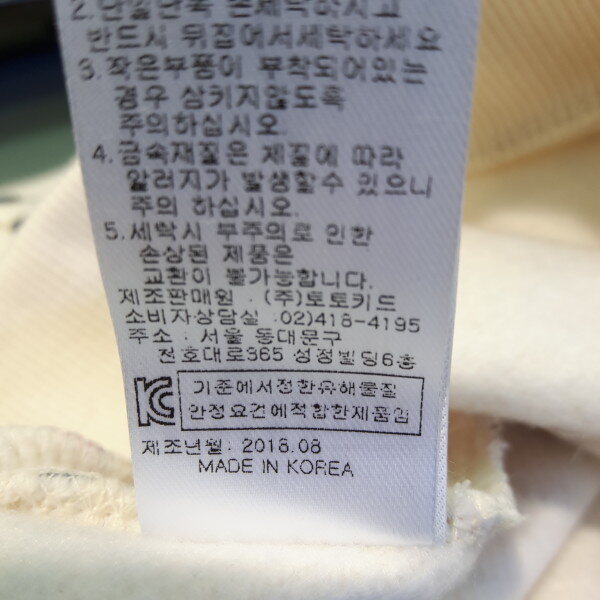 2. 단일단독 손세탁하시고
반드시 뒤집어서세탁하세요
3. 작은부품이 부착되어있는
경우 삼키지않도록
주의하십시오.
4. 금속재질은 체질에 따라
알러지가 발생할수 있으니
주의 하십시오.
5. 세탁시 부주의로 인한
손상된 제품은
교환이 불가능합니다.
제조판매원 : (주)토토키드
소비자상담실 :02)418-4195
주소 : 서울 동대문구
천호대로365 성정빌딩6층
기준에서정한유해물질
안정요건에적합한제품임
제조년월: 2018.08
MADE IN KOREA